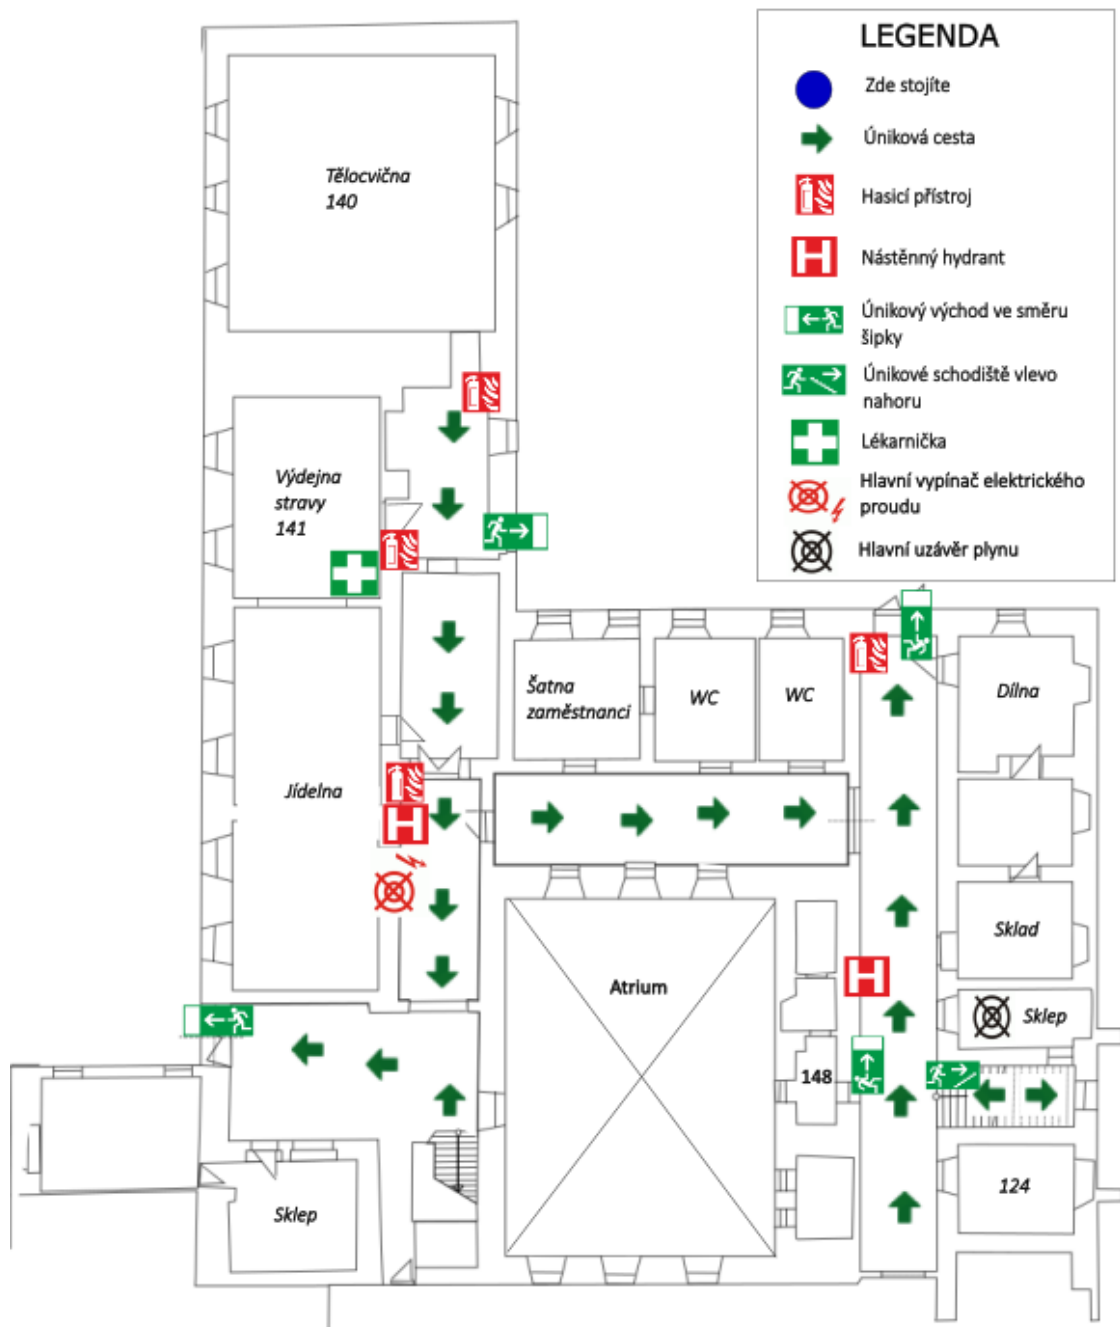 LEGENDA
Zde stojíte
Úniková cesta
Hasicí přístroj
Nástěnný hydrant
Únikový východ ve směru
šipky
Únikové schodiště vlevo
nahoru
Lékarnička
Hlavní vypínač elektrického
proudu
Hlavní uzávěr plynu
Tělocvična
140
Výdejna
stravy
141
Šatna
zaměstnanci
WC
WC
Dílna
Jídelna
Sklad
Atrium
Sklep
148
124
Sklep